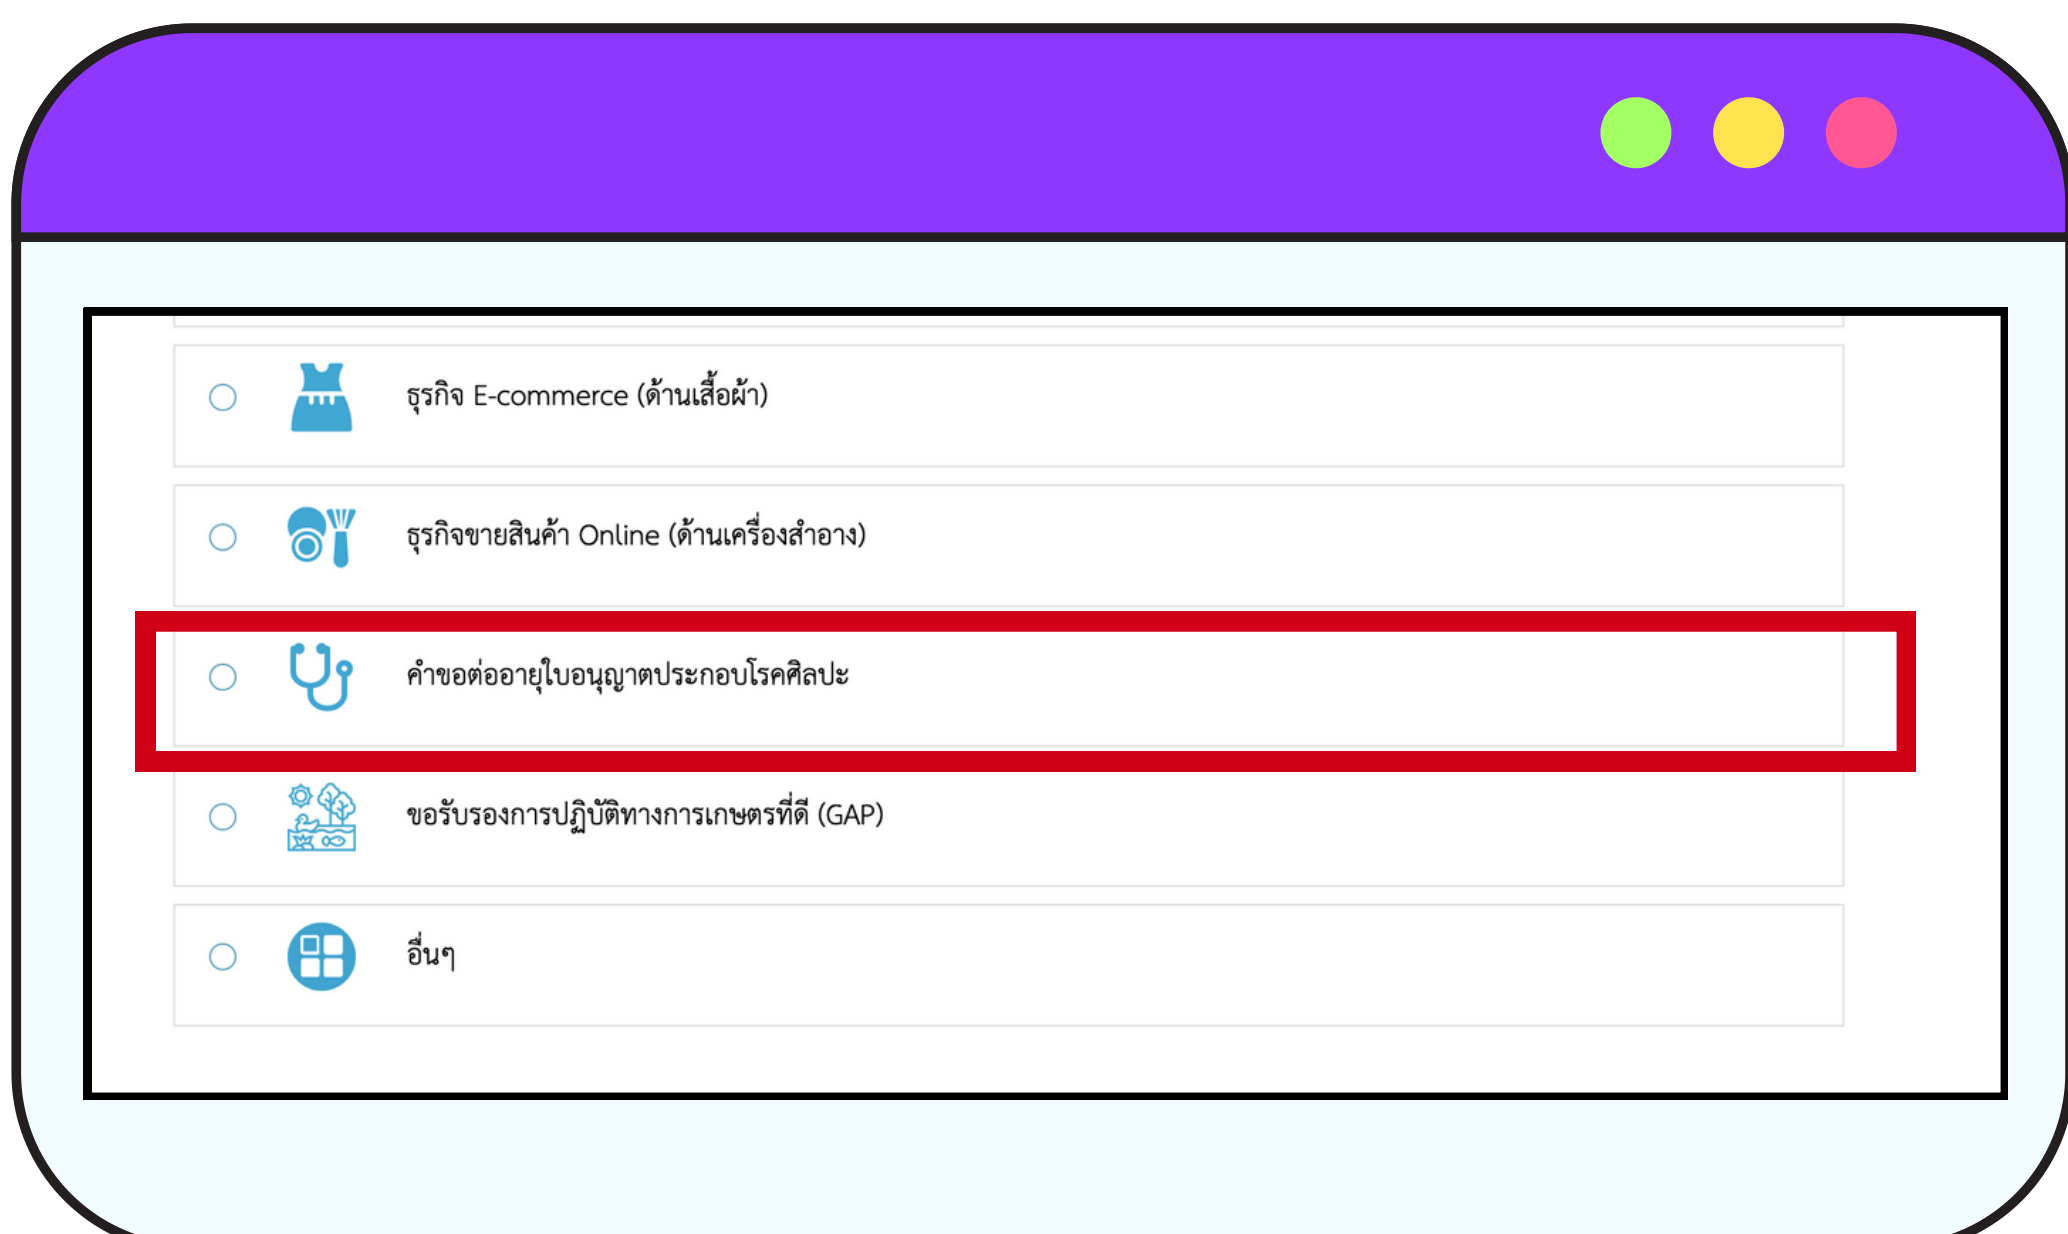 ธุรกิจ E-commerce (ด้านเสื้อผ้า)
ธุรกิจขายสินค้า Online (ด้านเครื่องสำอาง)
คำขอต่ออายุใบอนุญาตประกอบโรคศิลปะ
ขอรับรองการปฏิบัติทางการเกษตรที่ดี (GAP)
อื่นๆ